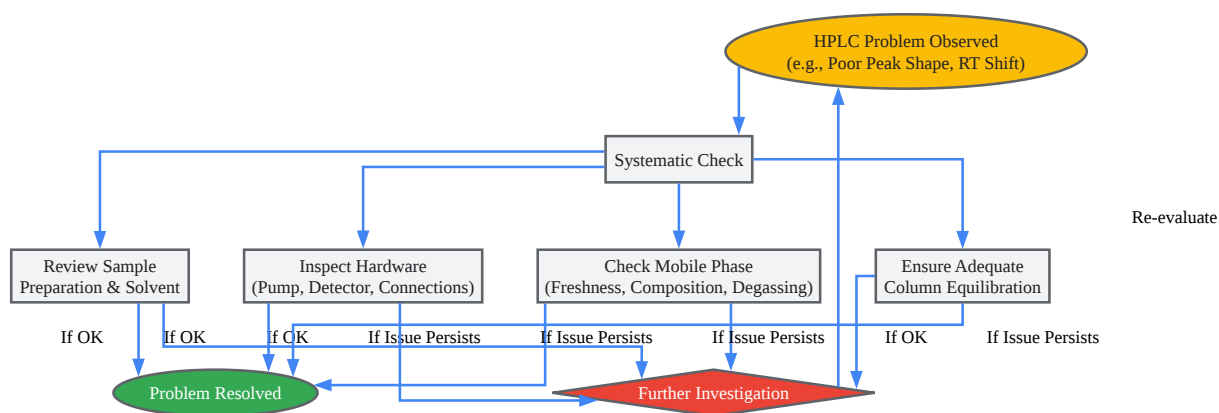 HPLC Problem Observed
(e.g., Poor Peak Shape, RT Shift)
Systematic Check
Re-evaluate
Review Sample
Preparation & Solvent
Inspect Hardware
(Pump, Detector, Connections)
Check Mobile Phase
(Freshness, Composition, Degassing)
Ensure Adequate
Column Equilibration
If OK
If OK
If OK
If Issue Persists
If Issue Persists
If Issue Persists
If OK
If Issue Persists
Problem Resolved
Further Investigation